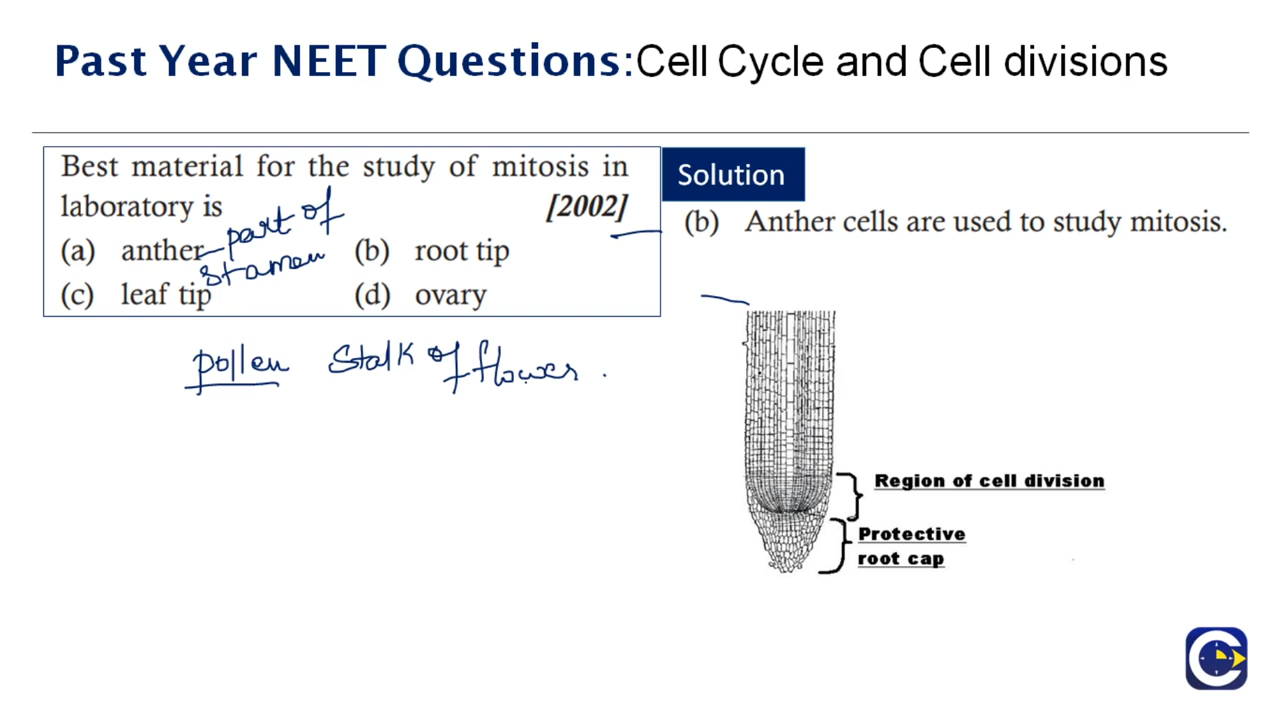 Past Year NEET Questions:Cell Cycle and Cell divisions
Best material for the study of mitosis in
laboratory is [2002]
(a) anther (b) root tip
(c) leaf tip (d) ovary
part of
stamen
pollen stalk of flower.
Solution
(b) Anther cells are used to study mitosis.
Region of cell division
Protective
root cap